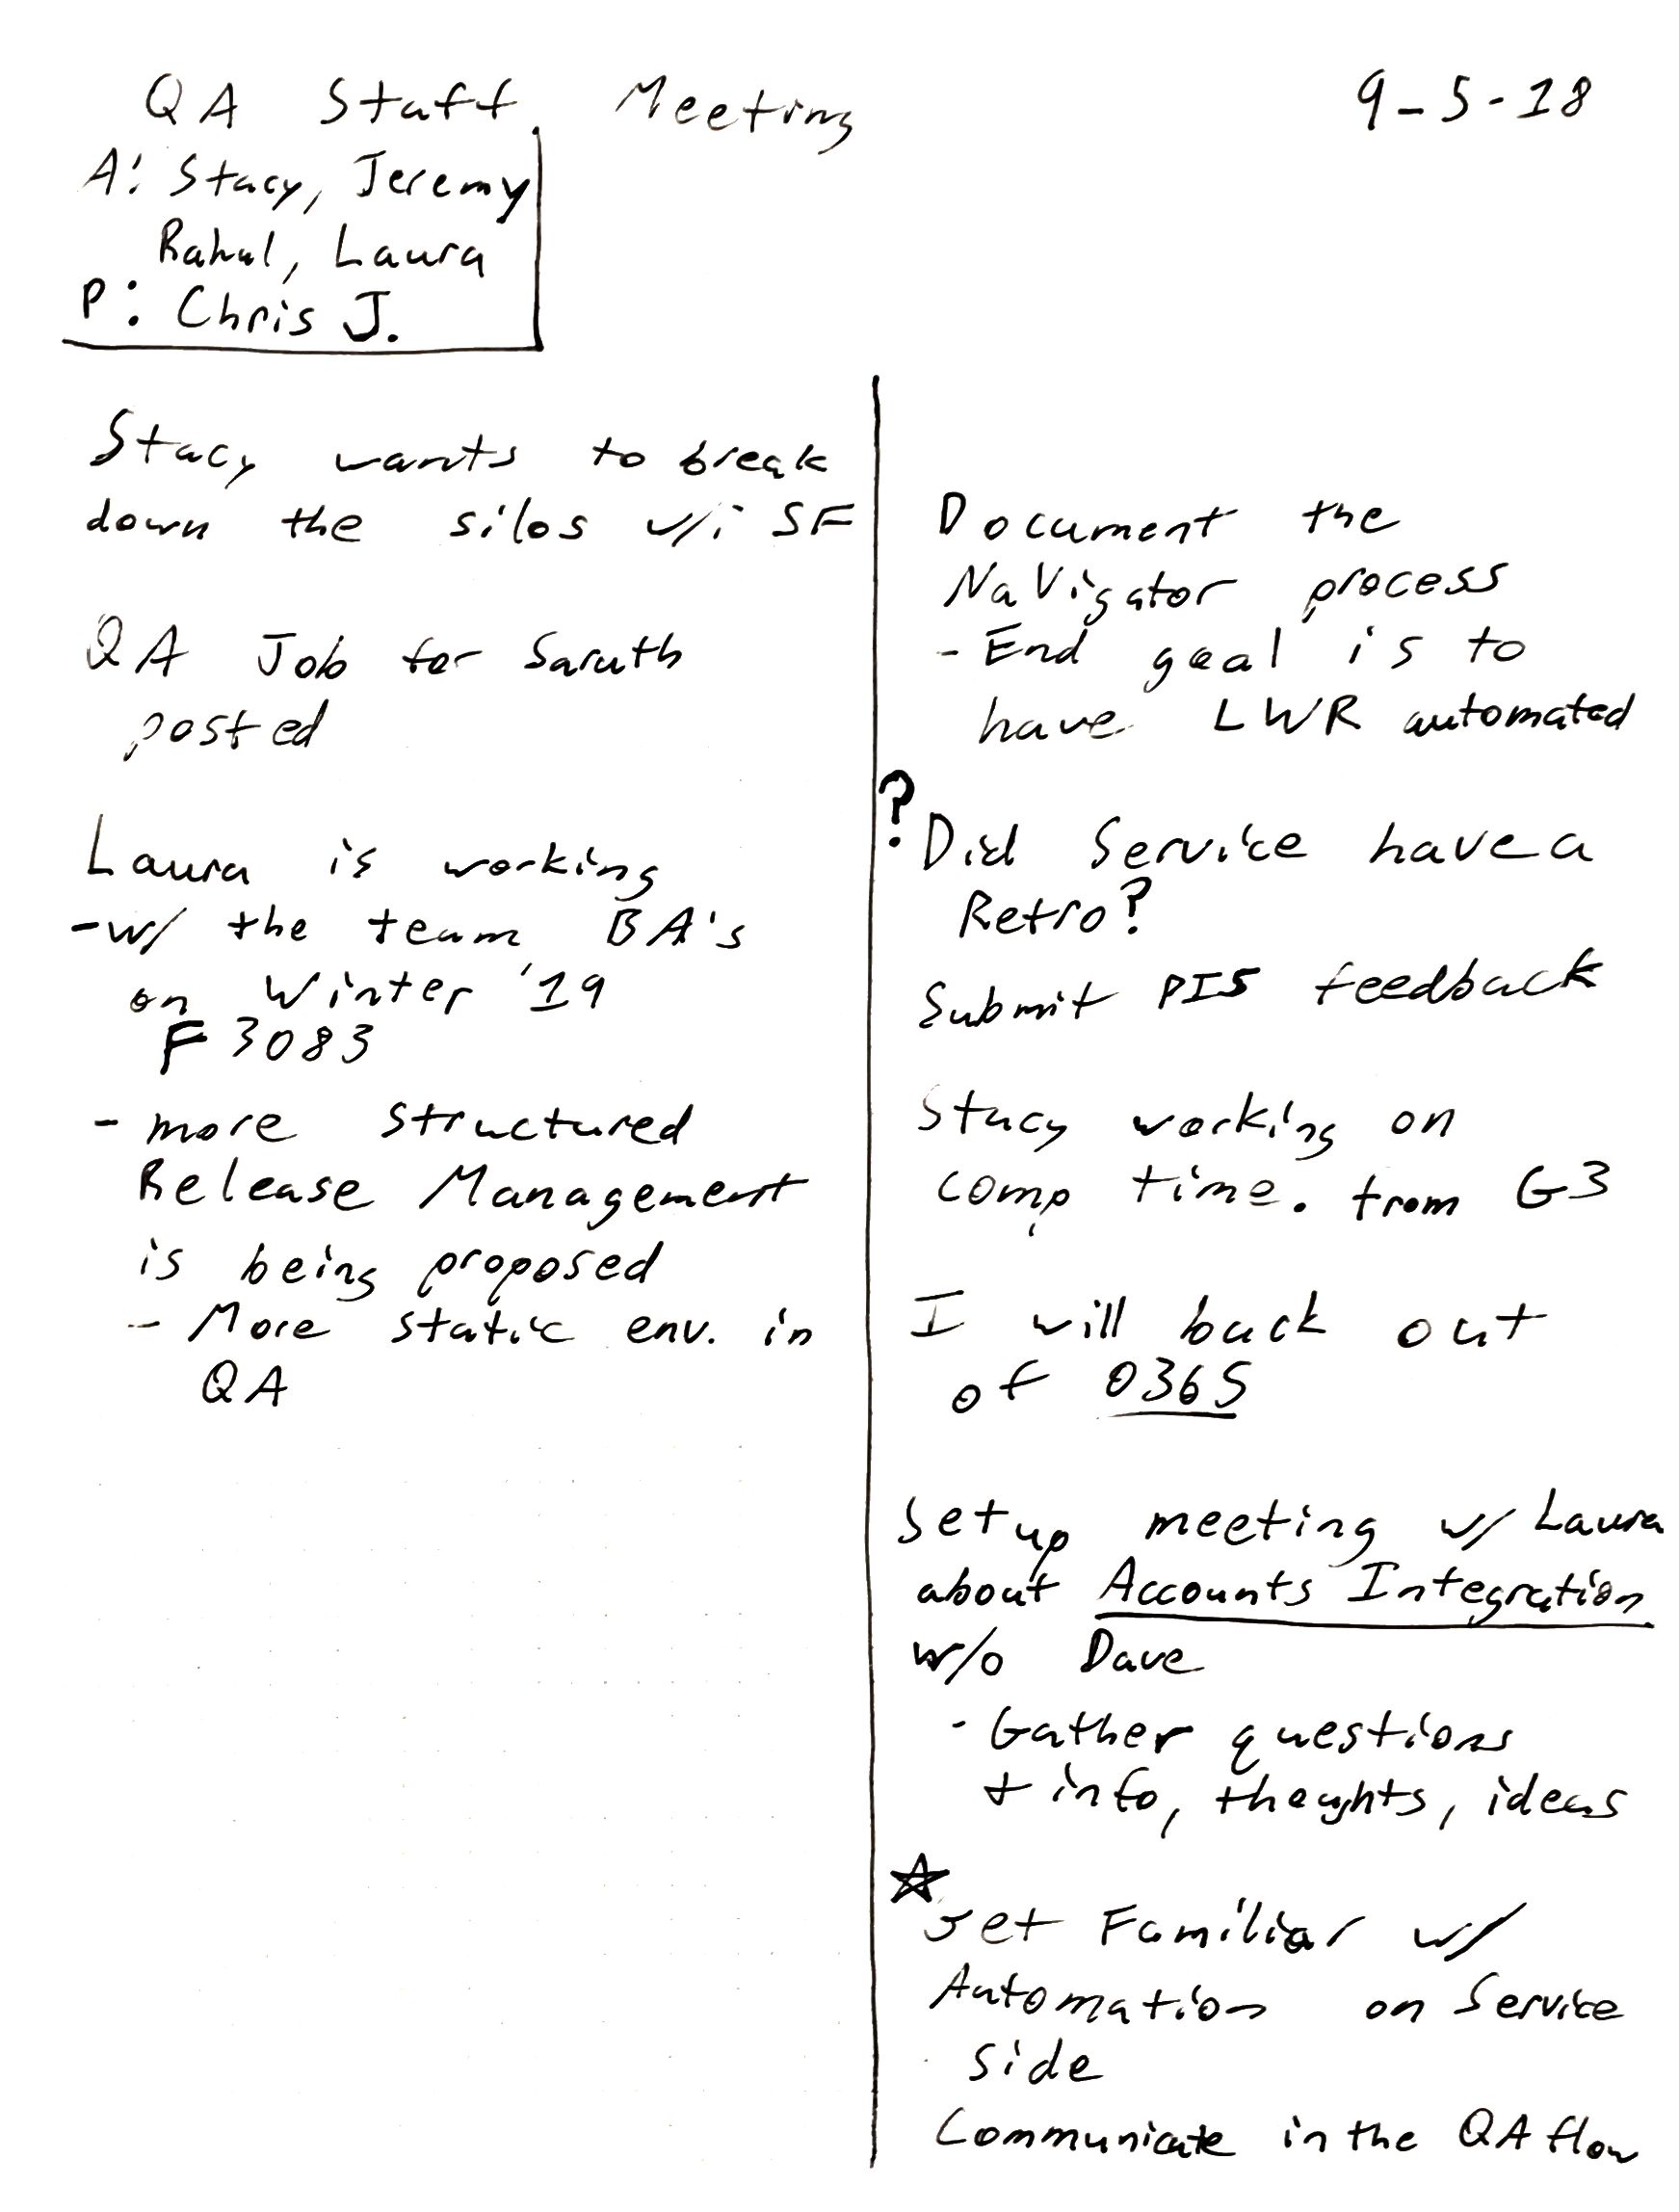 QA Staff Meeting 9-5-18
A: Stacy, Jeremy
Rahul, Laura
P: Chris J.
Stacy wants to break
down the silos w/i SF
QA Job for Sarath
posted
Laura is working
-w/ the team BA's
on Winter '19
F3083
- more structured
Release Management
is being proposed
- More static env. in
QA
Document the
NaVigator process
- End goal is to
have LWR automated
? Did Service have a
Retro?
Submit PI5 feedback
Stacy working on
comp time. from G3
I will back out
of O365
Setup meeting w/ Laura
about Accounts Integration
w/o Dave
- Gather questions
+ info, thoughts, ideas
☆ Get Familiar w/
Automation on Service
side
Communicate in the QA flow